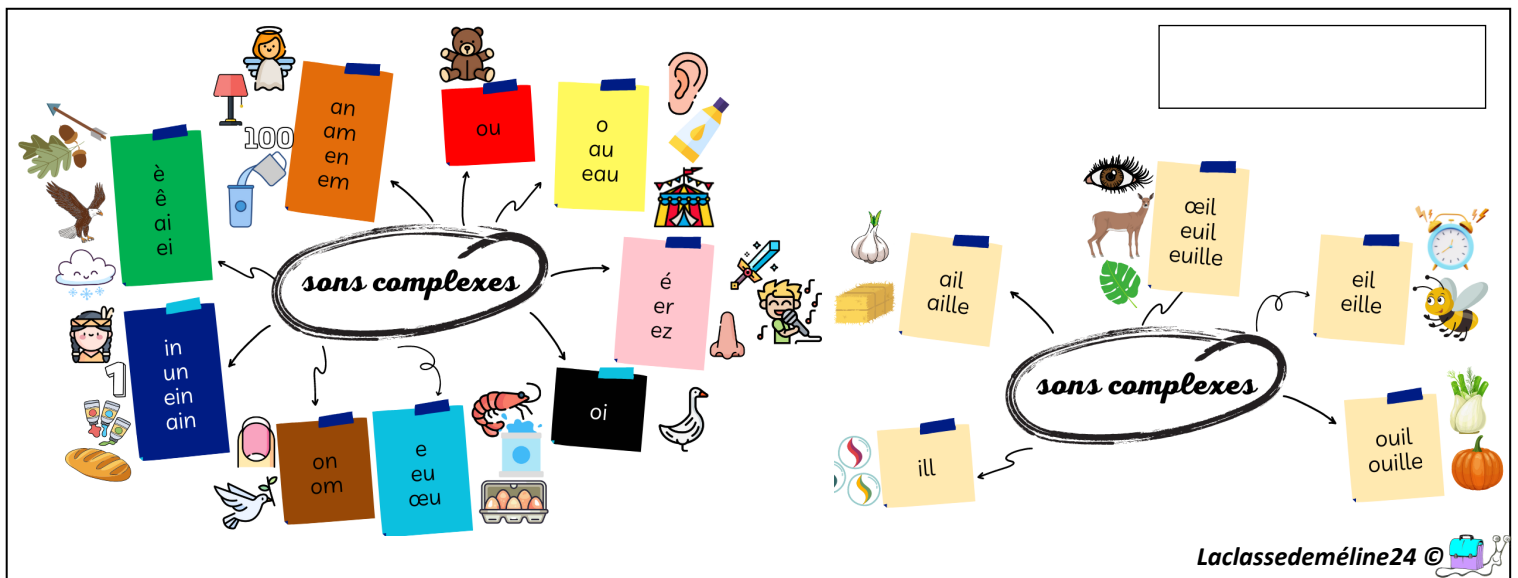 an
am
en
em
ou
o
au
eau
100
è
ê
ai
ei
sons complexes
é
er
ez
in
un
ein
ain
1
on
om
e
eu
œu
oi
œil
euil
euille
ail
aille
eil
eille
sons complexes
ill
ouil
ouille
Laclassedeméline24 ©